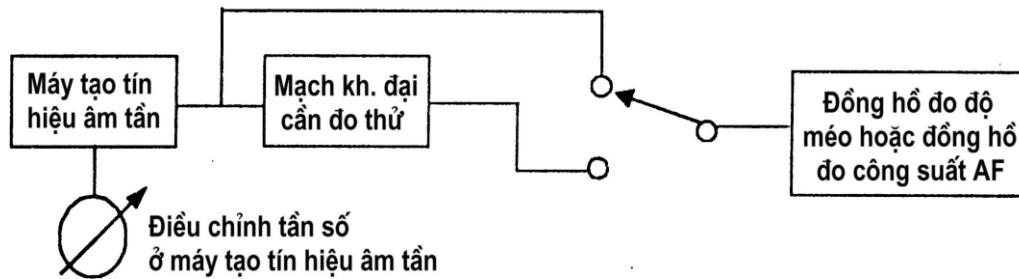 Máy tạo tín
hiệu âm tần
Mạch kh. đại
cần đo thử
Đồng hồ đo độ
méo hoặc đồng hồ
đo công suất AF
Điều chỉnh tần số
ở máy tạo tín hiệu âm tần